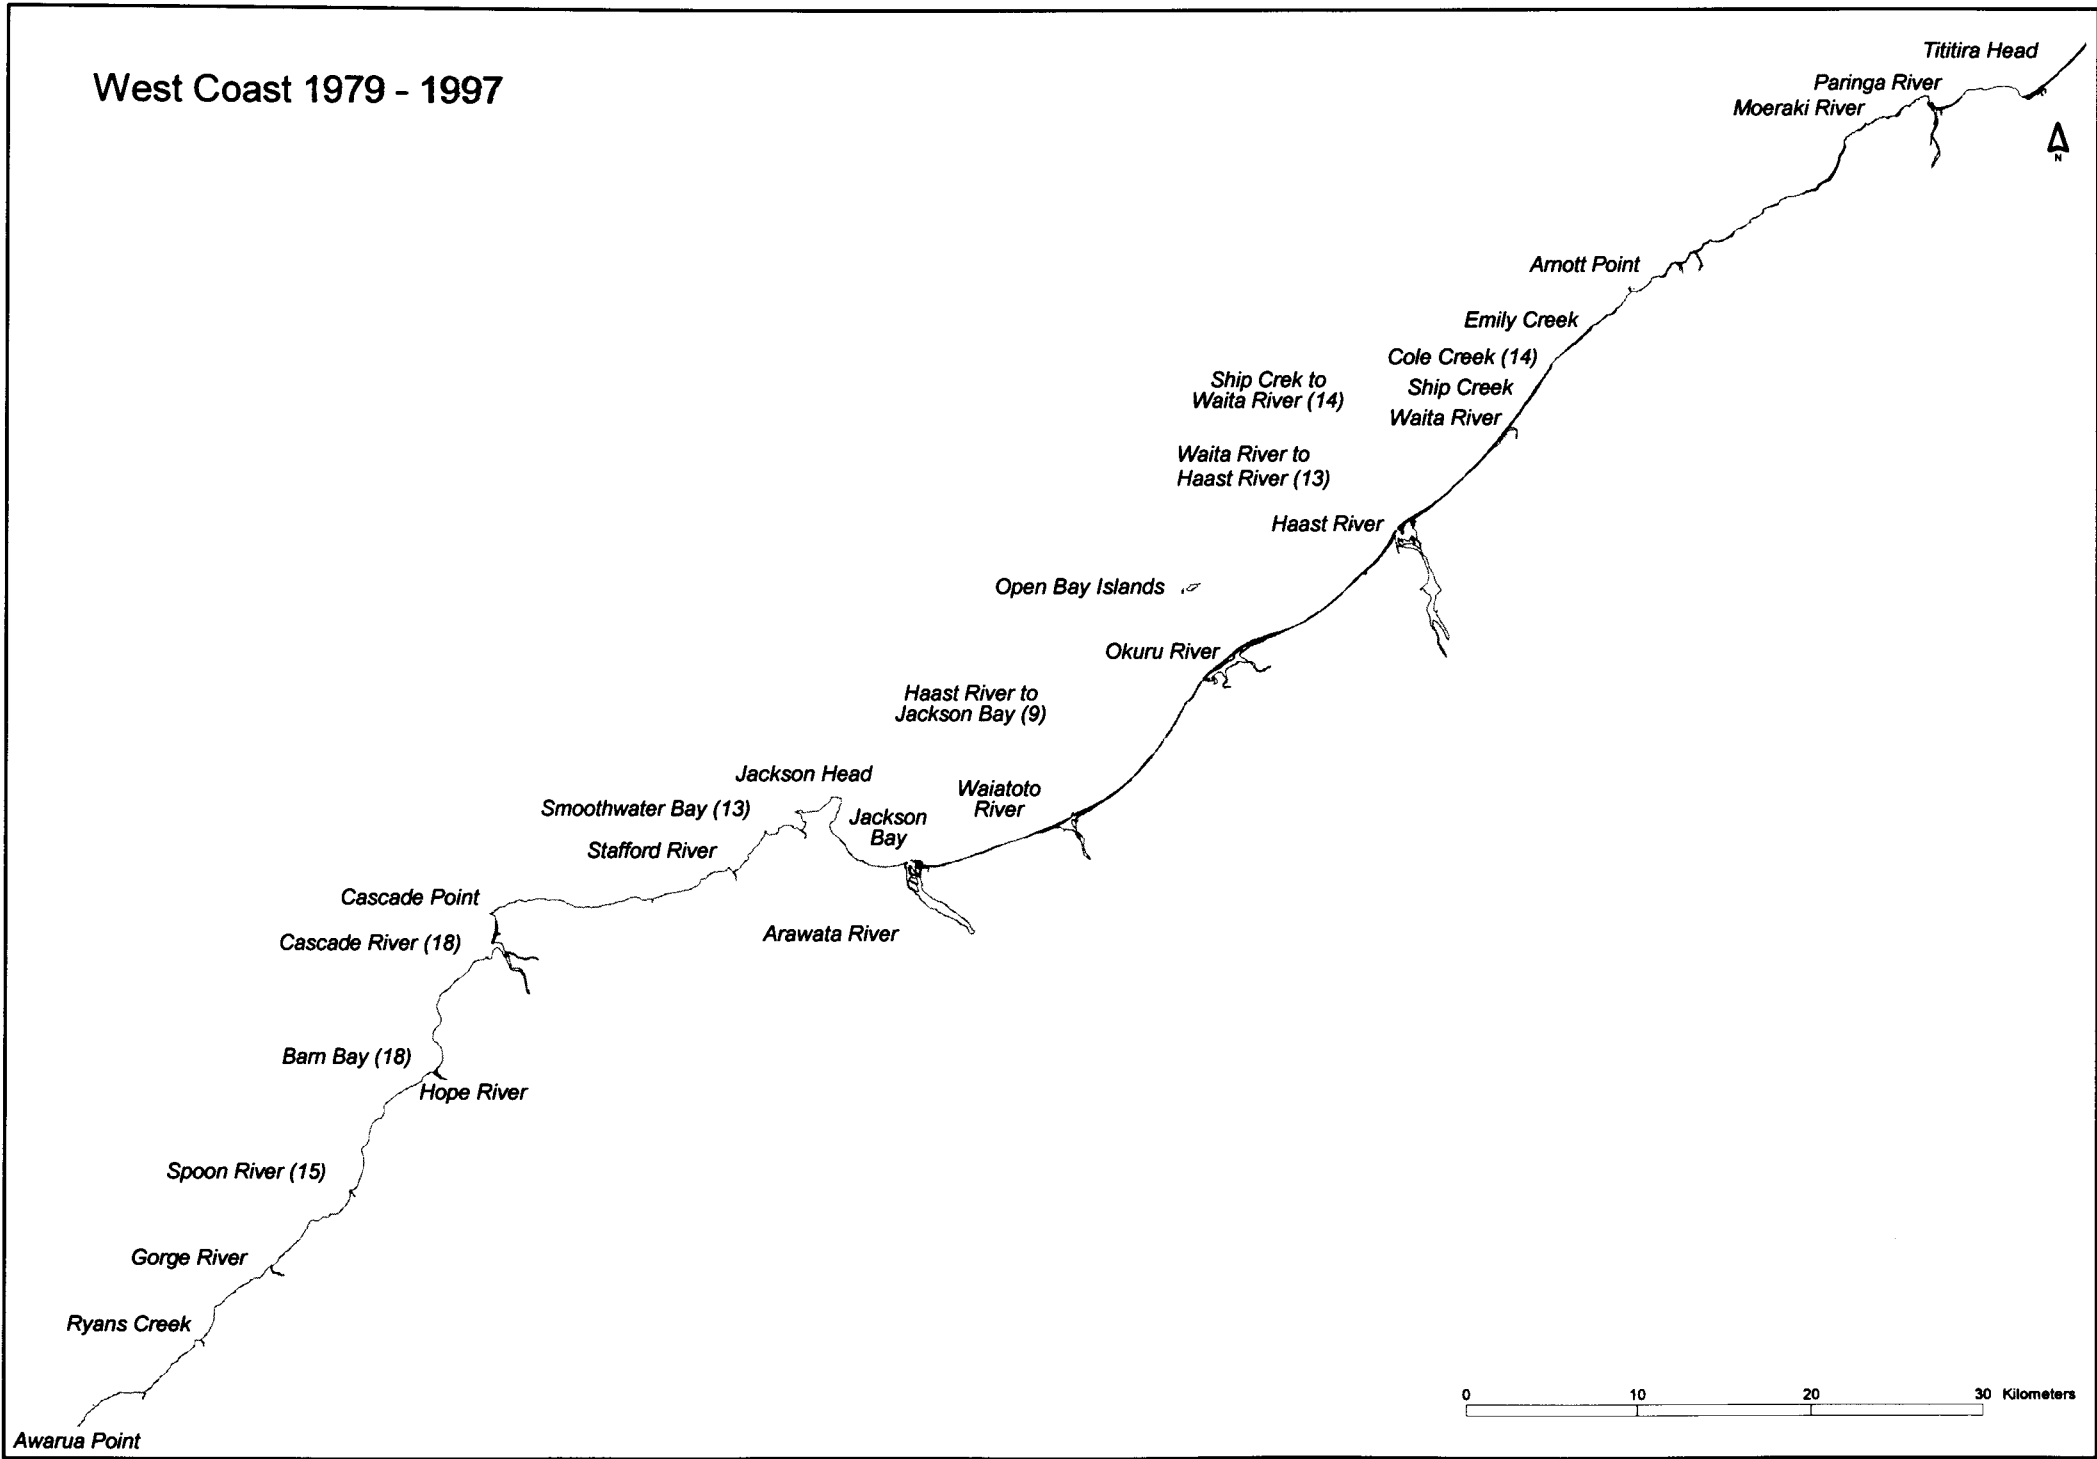 West Coast 1979 - 1997
Tititira Head
Paringa River
Moeraki River
N
Arnott Point
Emily Creek
Cole Creek (14)
Ship Crek to
Waita River (14)
Ship Creek
Waita River
Waita River to
Haast River (13)
Haast River
Open Bay Islands
Okuru River
Haast River to
Jackson Bay (9)
Jackson Head
Waiatoto
River
Smoothwater Bay (13)
Jackson
Bay
Stafford River
Cascade Point
Arawata River
Cascade River (18)
Barn Bay (18)
Hope River
Spoon River (15)
Gorge River
Ryans Creek
0 10 20 30 Kilometers
Awarua Point